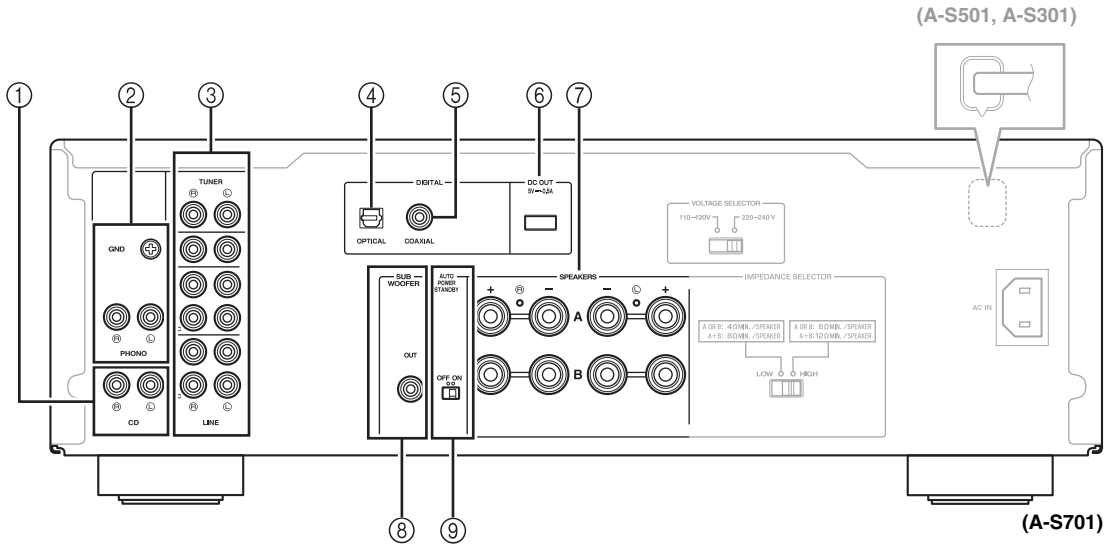 (A-S501, A-S301)
① ② ③ ④ ⑤ ⑥ ⑦
TUNER
Ⓡ Ⓛ
GND
Ⓡ Ⓛ
PHONO
Ⓡ Ⓛ
CD
Ⓡ Ⓛ
LINE
DIGITAL
OPTICAL
COAXIAL
DC OUT
5V ⎓ 0.5A
SUB
WOOFER
OUT
AUTO
POWER
STANDBY
OFF ON
SPEAKERS
+ Ⓡ − − Ⓛ +
A
B
VOLTAGE SELECTOR
110–120V 220–240 V
IMPEDANCE SELECTOR
A OR B: 4ΩMIN. /SPEAKER
A+B: 8ΩMIN. /SPEAKER
A OR B: 6ΩMIN. /SPEAKER
A+B:12ΩMIN. /SPEAKER
LOW HIGH
AC IN
⑧ ⑨
(A-S701)